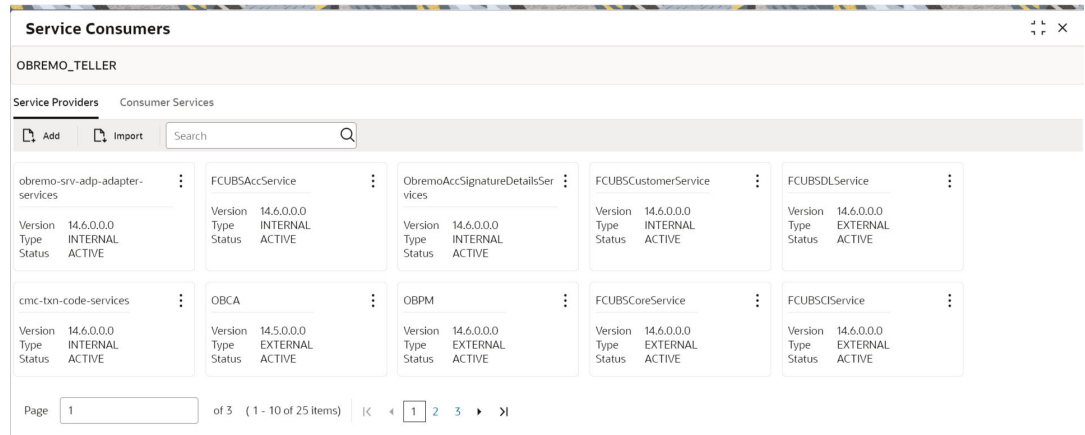 Service Consumers
OBREMO_TELLER
Service Providers Consumer Services
Add Import Search
obremo-srv-adp-adapter-
services
Version 14.6.0.0.0
Type INTERNAL
Status ACTIVE
FCUBSAccService
Version 14.6.0.0.0
Type INTERNAL
Status ACTIVE
ObremoAccSignatureDetailsSer
vices
Version 14.6.0.0.0
Type INTERNAL
Status ACTIVE
FCUBSCustomerService
Version 14.6.0.0.0
Type INTERNAL
Status ACTIVE
FCUBSDLService
Version 14.6.0.0.0
Type EXTERNAL
Status ACTIVE
cmc-txn-code-services
Version 14.6.0.0.0
Type INTERNAL
Status ACTIVE
OBCA
Version 14.5.0.0.0
Type EXTERNAL
Status ACTIVE
OBPM
Version 14.6.0.0.0
Type EXTERNAL
Status ACTIVE
FCUBSCoreService
Version 14.6.0.0.0
Type EXTERNAL
Status ACTIVE
FCUBSCIService
Version 14.6.0.0.0
Type EXTERNAL
Status ACTIVE
Page 1 of 3 ( 1 - 10 of 25 items) 1 2 3